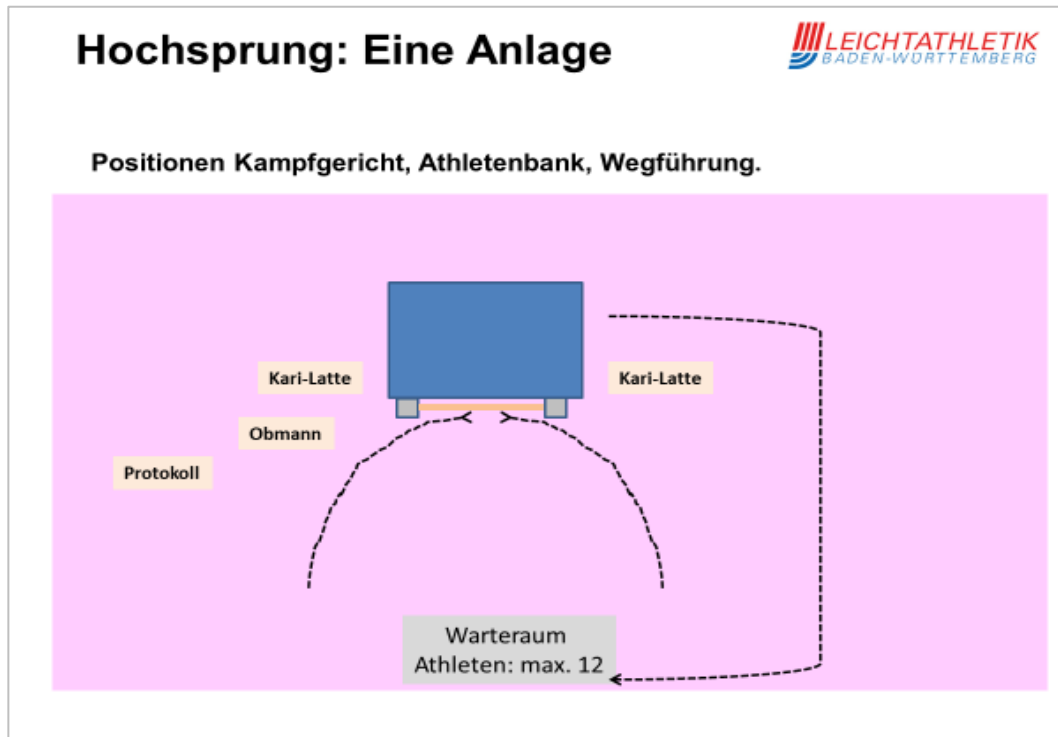 Hochsprung: Eine Anlage
LEICHTATHLETIK
BADEN-WÜRTTEMBERG
Positionen Kampfgericht, Athletenbank, Wegführung.
Kari-Latte
Kari-Latte
Obmann
Protokoll
Warteraum
Athleten: max. 12